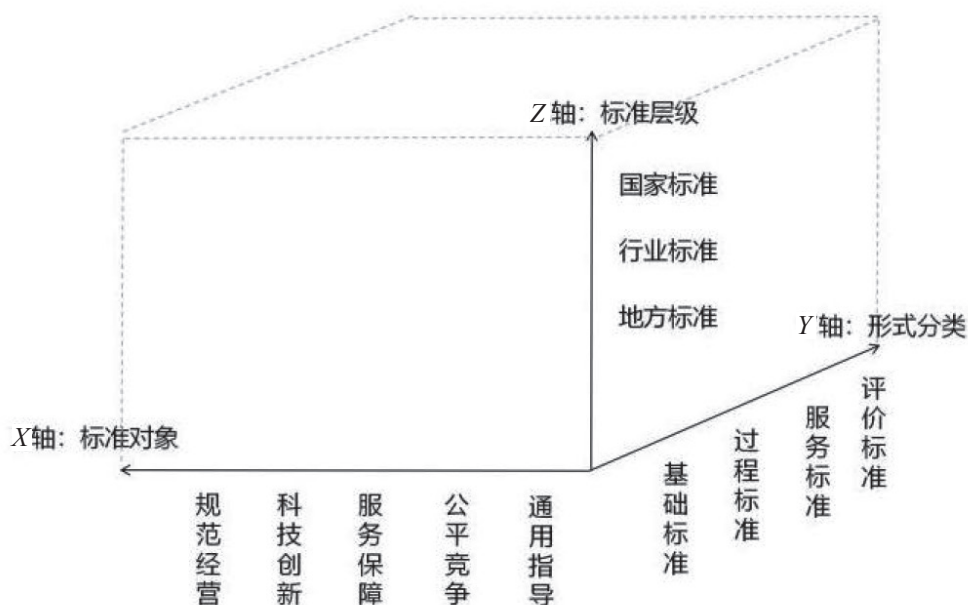 Z轴：标准层级
国家标准
行业标准
地方标准
Y轴：形式分类
X轴：标准对象
规范经营
科技创新
服务保障
公平竞争
通用指导
基础标准
过程标准
服务标准
评价标准